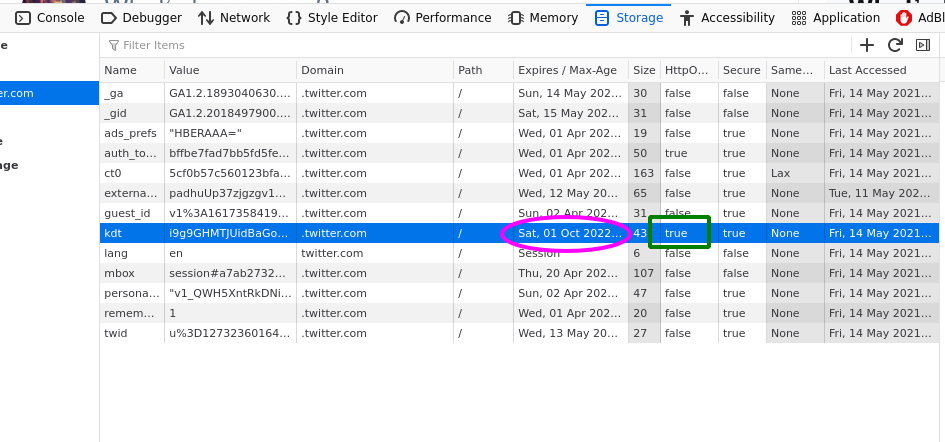 Console Debugger Network Style Editor Performance Memory Storage Accessibility Application AdBl
Filter Items
Name Value Domain Path Expires / Max-Age Size HttpO... Secure Same... Last Accessed
er.com
_ga GA1.2.1893040630.... .twitter.com / Sun, 14 May 202... 30 false false None Fri, 14 May 2021...
_gid GA1.2.2018497900.... .twitter.com / Sat, 15 May 202... 31 false false None Fri, 14 May 2021...
ads_prefs "HBERAAA=" .twitter.com / Wed, 01 Apr 202... 19 false true None Fri, 14 May 2021...
auth_to... bffbe7fad7bb5fd5fe... .twitter.com / Wed, 01 Apr 202... 50 true true None Fri, 14 May 2021...
ct0 5cf0b57c560123bfa... .twitter.com / Wed, 01 Apr 202... 163 false true Lax Fri, 14 May 2021...
age
externa... padhuUp37zjgzgv1... .twitter.com / Wed, 12 May 20... 65 false true None Tue, 11 May 202...
guest_id v1%3A1617358419... .twitter.com / Sun, 02 Apr 202... 31 false true None Fri, 14 May 2021...
kdt i9g9GHMTJUidBaGo... .twitter.com / Sat, 01 Oct 2022... 43 true true None Fri, 14 May 2021...
lang en twitter.com / Session 6 false false None Fri, 14 May 2021...
mbox session#a7ab2732... .twitter.com / Thu, 20 Apr 202... 107 false false None Fri, 14 May 2021...
persona... "v1_QWH5XntRkDNi... .twitter.com / Sun, 02 Apr 202... 47 false true None Fri, 14 May 2021...
remem... 1 .twitter.com / Wed, 01 Apr 202... 20 false true None Fri, 14 May 2021...
twid u%3D12732360164... .twitter.com / Wed, 13 May 20... 27 false true None Fri, 14 May 2021...